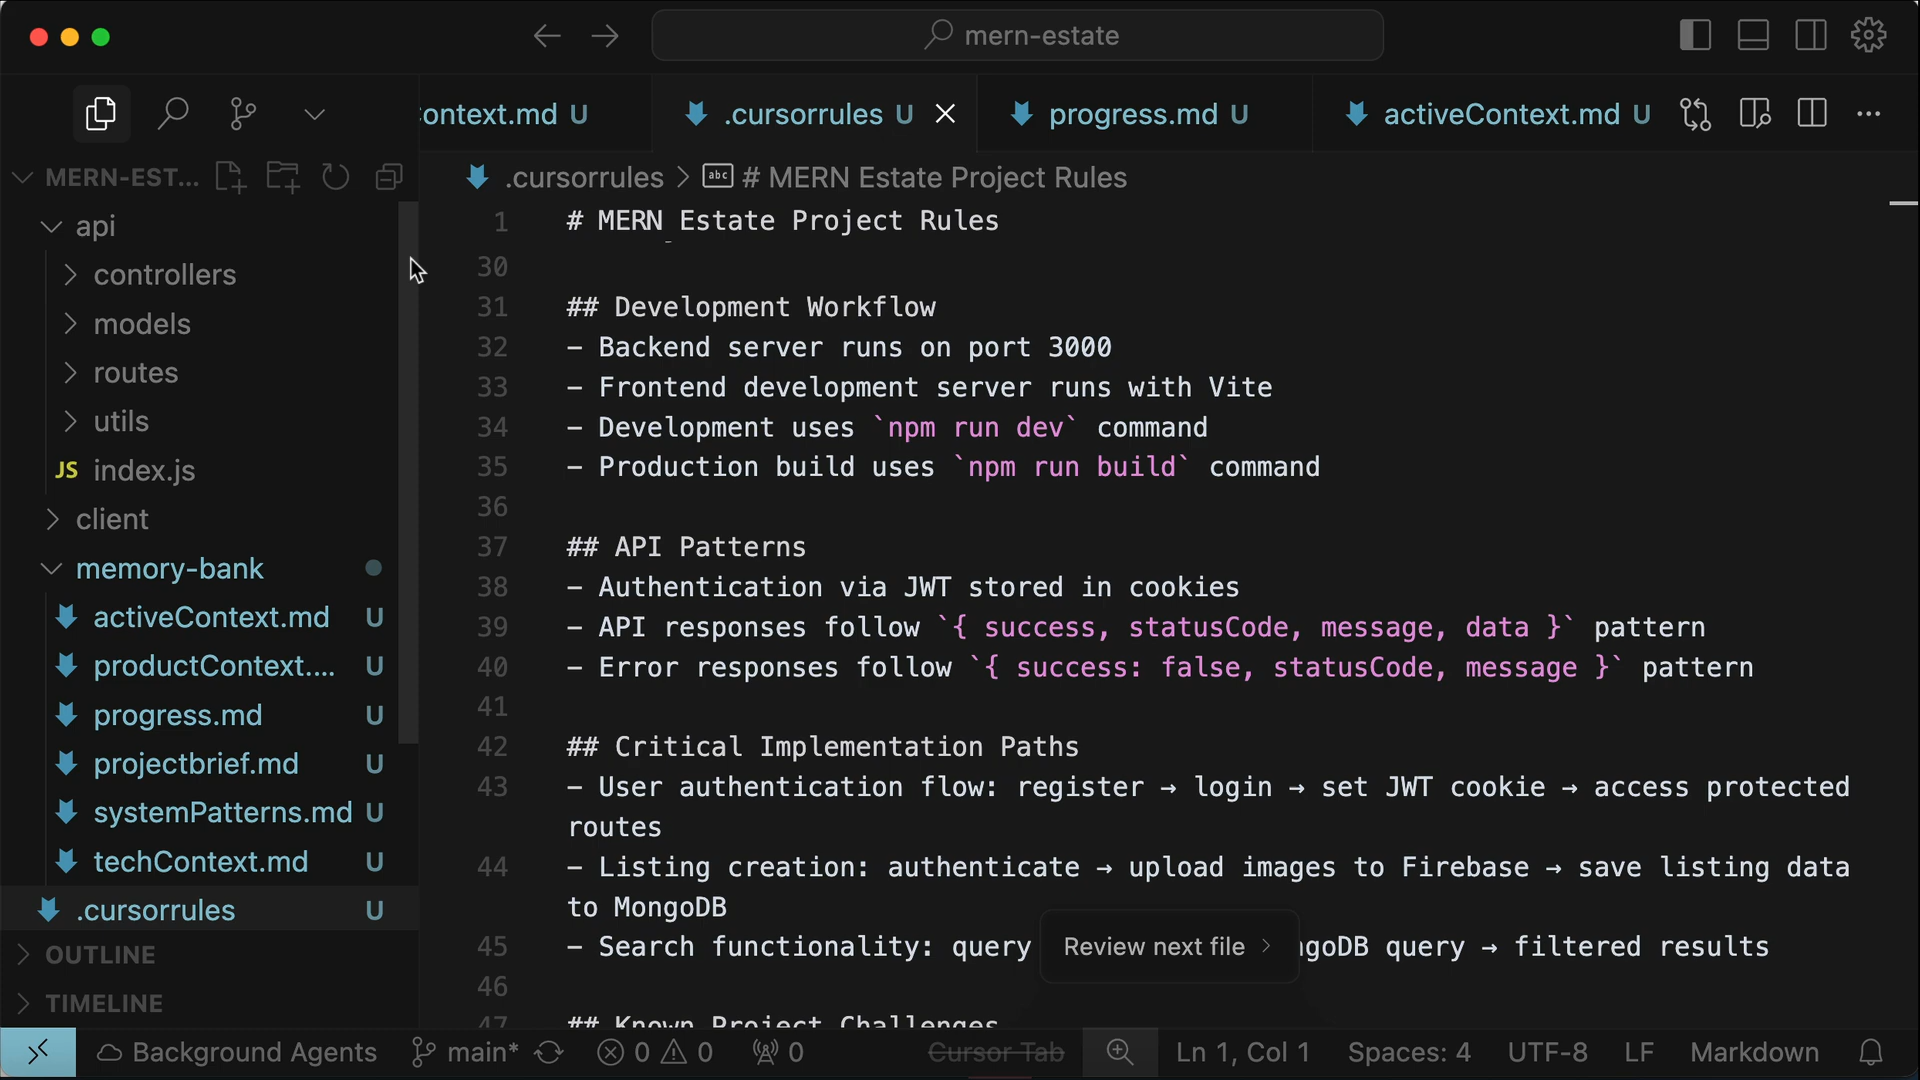 mern-estate
ontext.md U
.cursorrules U
progress.md U
activeContext.md U
MERN-EST...
.cursorrules > abc # MERN Estate Project Rules
api
controllers
models
routes
utils
JS index.js
client
memory-bank
activeContext.md U
productContext.... U
progress.md U
projectbrief.md U
systemPatterns.md U
techContext.md U
.cursorrules U
OUTLINE
TIMELINE
1 # MERN Estate Project Rules
30
31 ## Development Workflow
32 - Backend server runs on port 3000
33 - Frontend development server runs with Vite
34 - Development uses `npm run dev` command
35 - Production build uses `npm run build` command
36
37 ## API Patterns
38 - Authentication via JWT stored in cookies
39 - API responses follow `{ success, statusCode, message, data }` pattern
40 - Error responses follow `{ success: false, statusCode, message }` pattern
41
42 ## Critical Implementation Paths
43 - User authentication flow: register → login → set JWT cookie → access protected
routes
44 - Listing creation: authenticate → upload images to Firebase → save listing data
to MongoDB
45 - Search functionality: query
Review next file >
ngoDB query → filtered results
46
47 ## Known Project Challenges
Background Agents
main*
0 0
0
Cursor Tab
Ln 1, Col 1
Spaces: 4
UTF-8
LF
Markdown